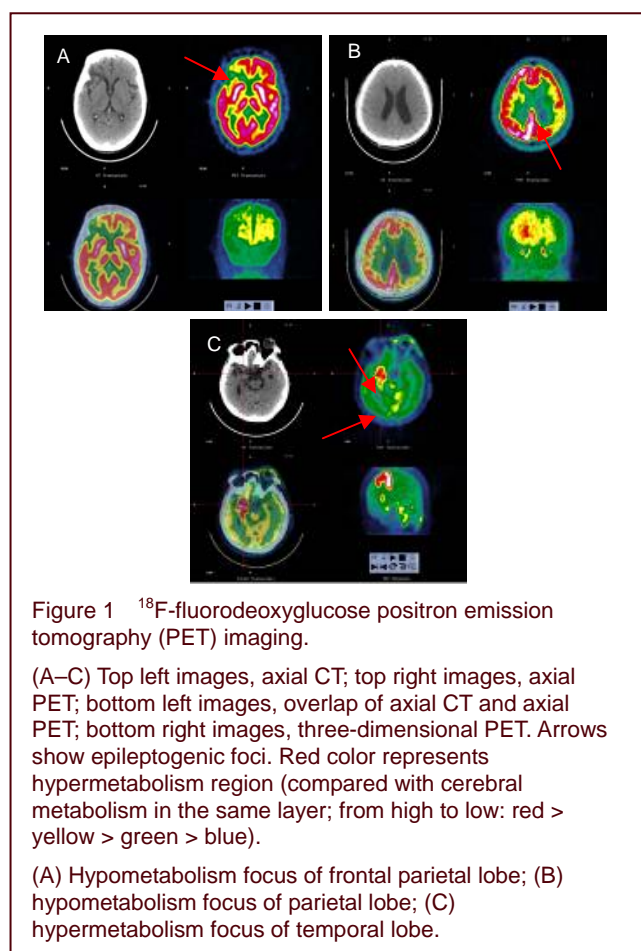 A
B
C
Figure 1 ¹⁸F-fluorodeoxyglucose positron emission
tomography (PET) imaging.
(A–C) Top left images, axial CT; top right images, axial
PET; bottom left images, overlap of axial CT and axial
PET; bottom right images, three-dimensional PET. Arrows
show epileptogenic foci. Red color represents
hypermetabolism region (compared with cerebral
metabolism in the same layer; from high to low: red >
yellow > green > blue).
(A) Hypometabolism focus of frontal parietal lobe; (B)
hypometabolism focus of parietal lobe; (C)
hypermetabolism focus of temporal lobe.